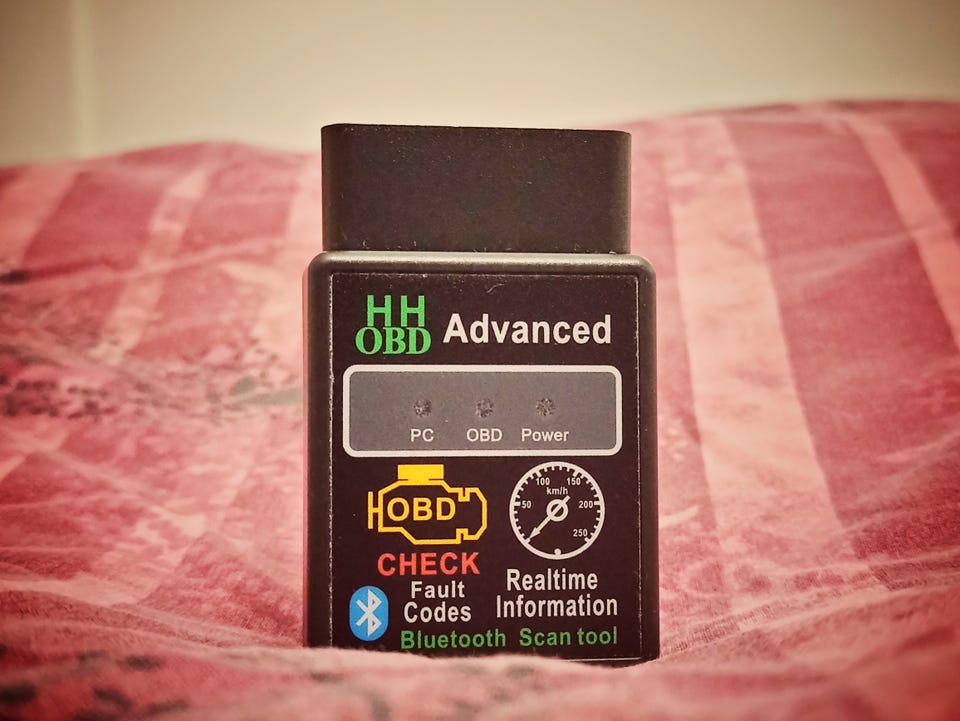 HH
OBD Advanced
PC OBD Power
OBD
50 100 150 200 250
km/h
CHECK
Fault
Codes
Realtime
Information
Bluetooth Scan tool